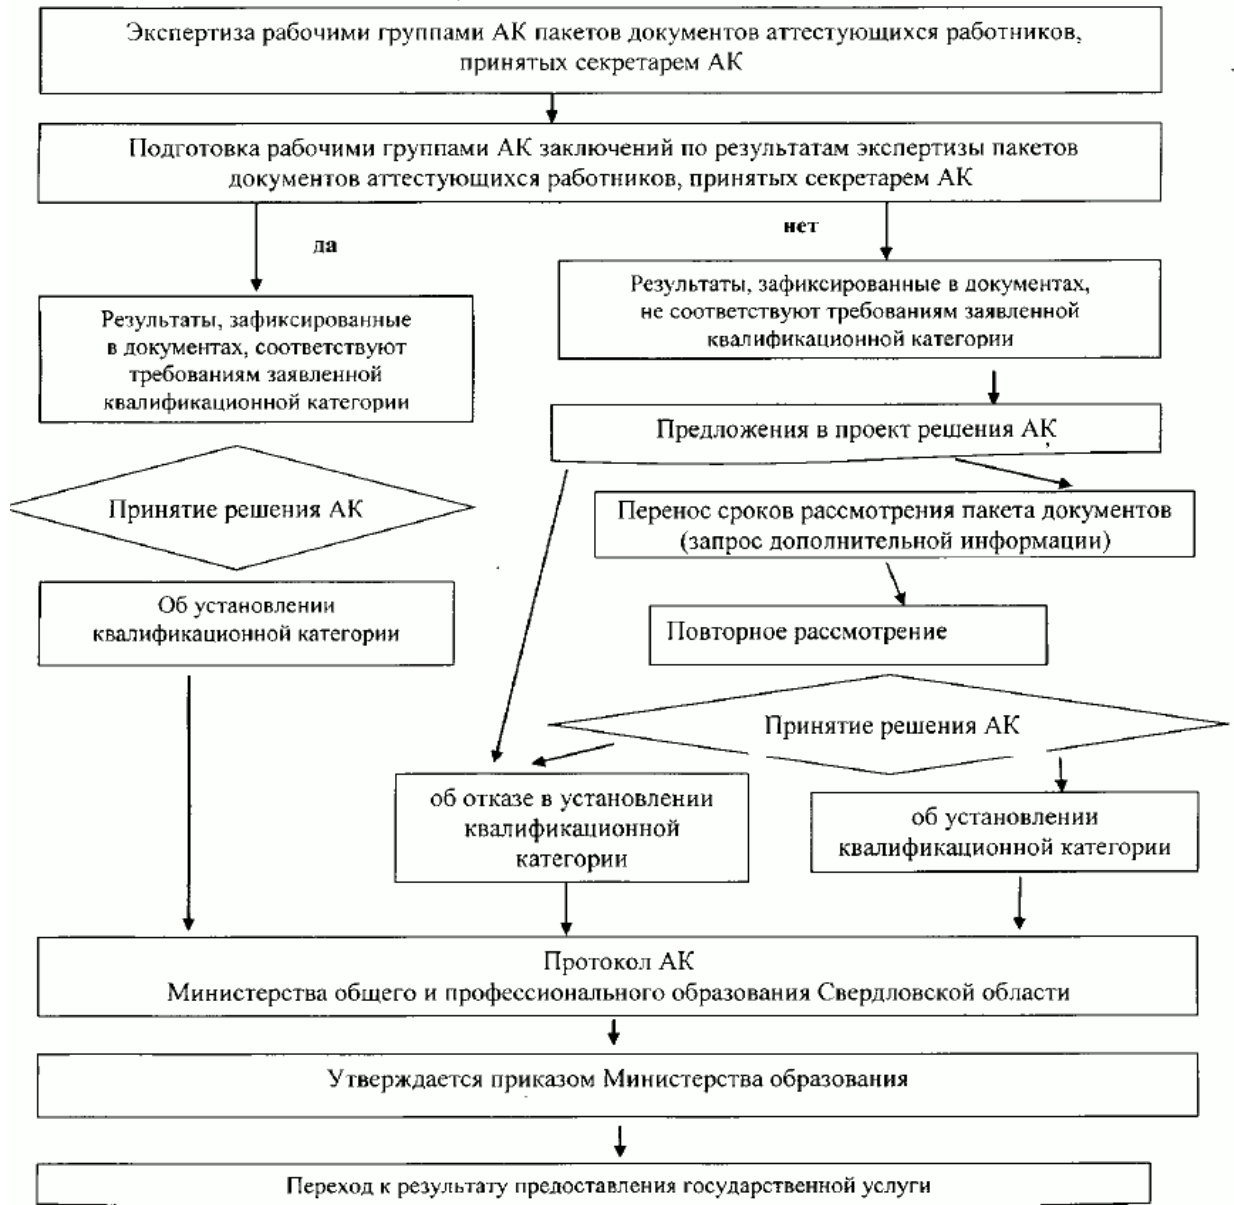 Экспертиза рабочими группами АК пакетов документов аттестующихся работников,
принятых секретарем АК
Подготовка рабочими группами АК заключений по результатам экспертизы пакетов
документов аттестующихся работников, принятых секретарем АК
да
нет
Результаты, зафиксированные
в документах, соответствуют
требованиям заявленной
квалификационной категории
Результаты, зафиксированные в документах,
не соответствуют требованиям заявленной
квалификационной категории
Предложения в проект решения АК
Принятие решения АК
Перенос сроков рассмотрения пакета документов
(запрос дополнительной информации)
Об установлении
квалификационной категории
Повторное рассмотрение
Принятие решения АК
об отказе в установлении
квалификационной
категории
об установлении
квалификационной категории
Протокол АК
Министерства общего и профессионального образования Свердловской области
Утверждается приказом Министерства образования
Переход к результату предоставления государственной услуги